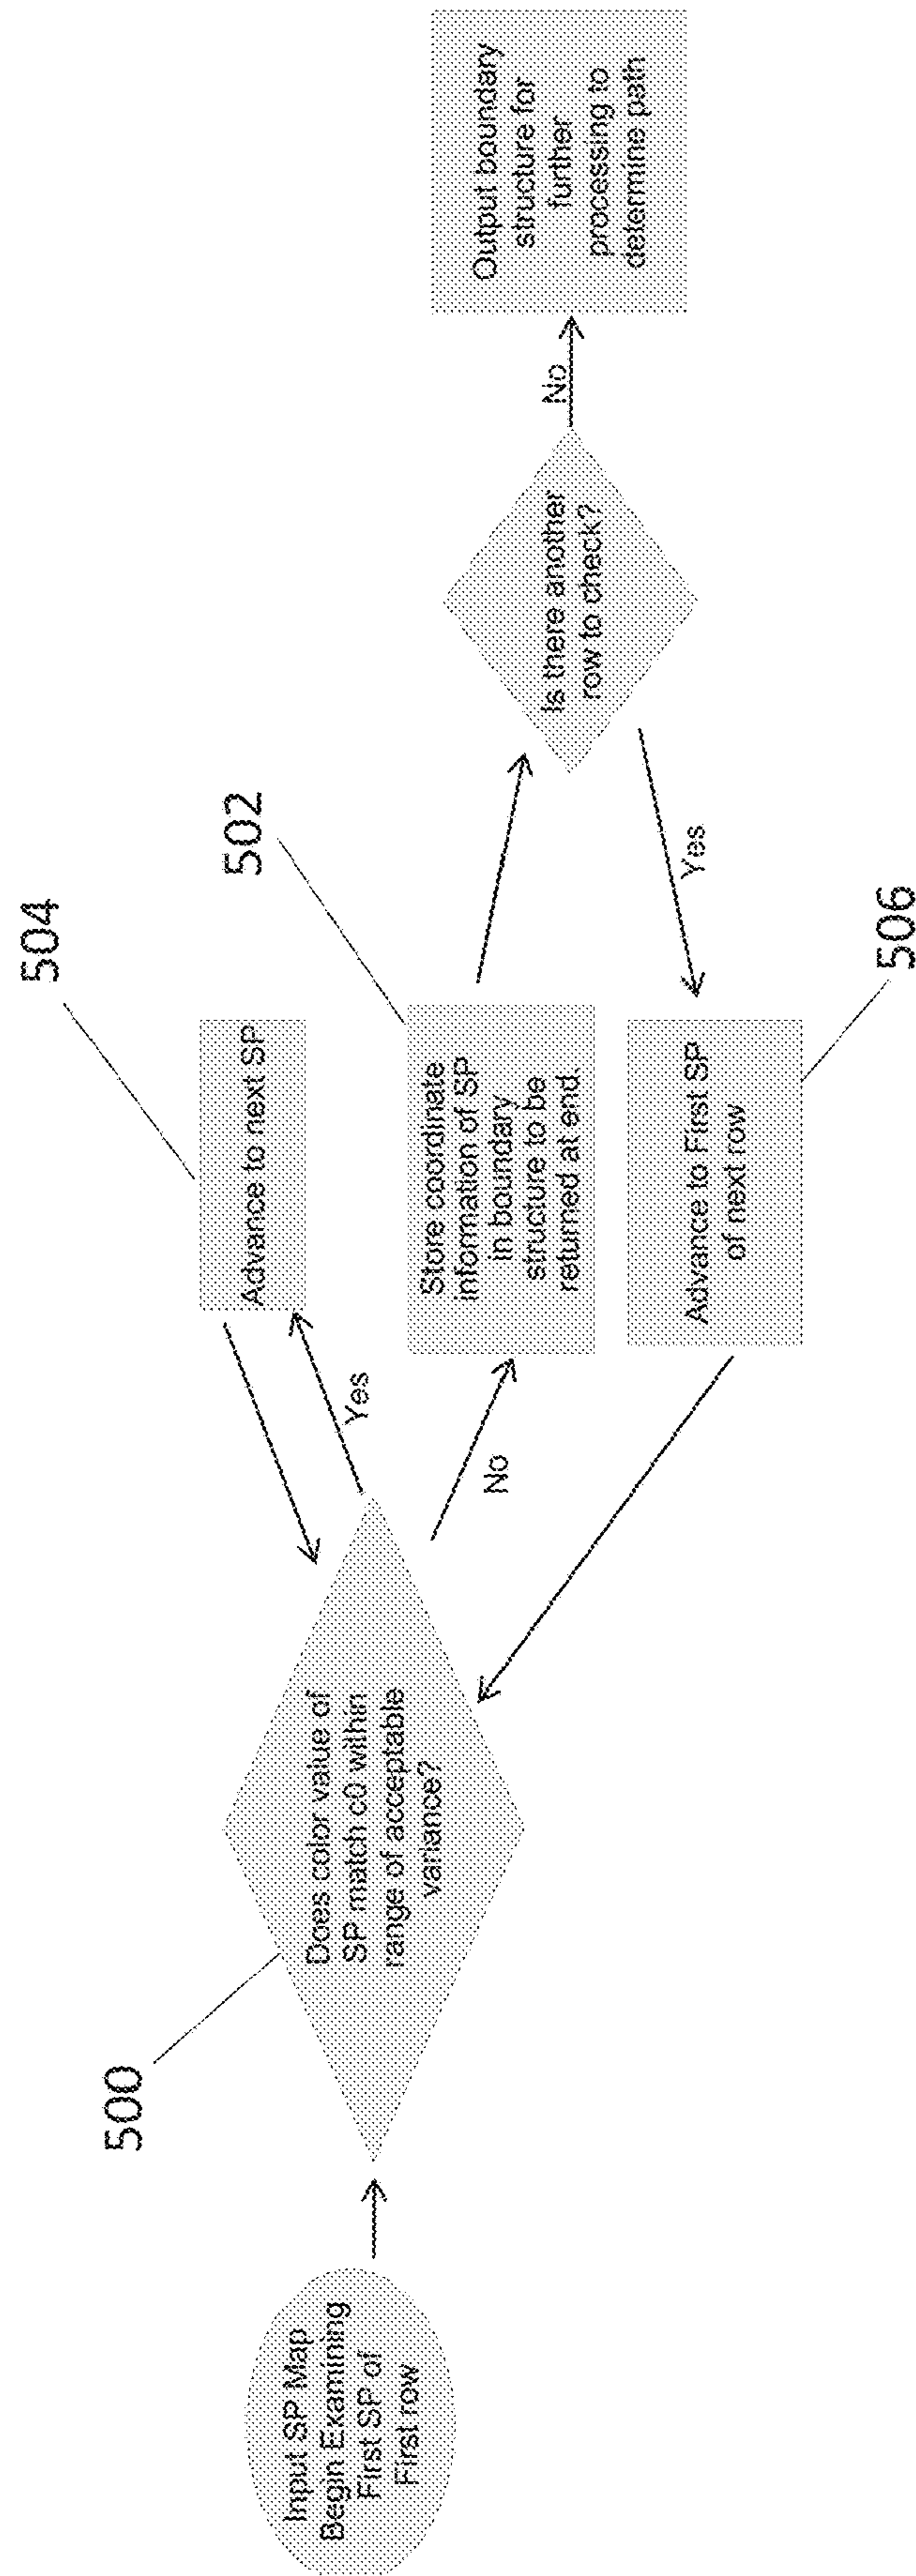 Input SP Map
Begin Examining
First SP of
First row
500
Does color value of
SP match c0 within
range of acceptable
variance?
Yes
No
504
Advance to next SP
502
Store coordinate
information of SP
in boundary
structure to be
returned at end.
506
Advance to First SP
of next row
Yes
Is there another
row to check?
No
Output boundary
structure for
further
processing to
determine path